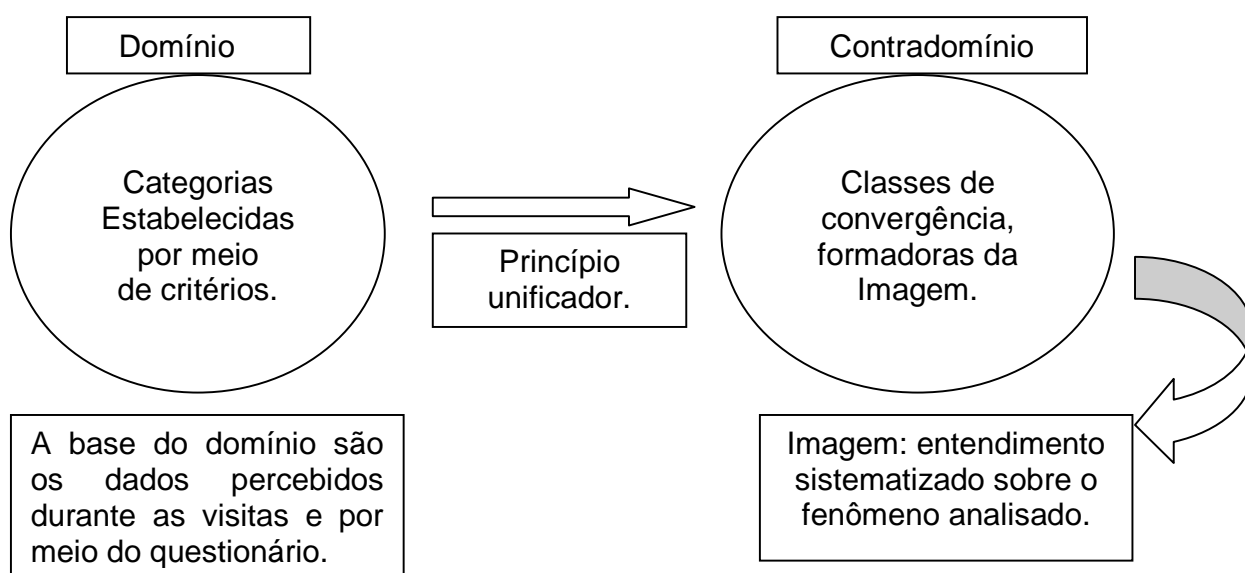 Domínio
Contradomínio
Categorias
Estabelecidas
por meio
de critérios.
Princípio
unificador.
Classes de
convergência,
formadoras da
Imagem.
A base do domínio são
os dados percebidos
durante as visitas e por
meio do questionário.
Imagem: entendimento
sistematizado sobre o
fenômeno analisado.